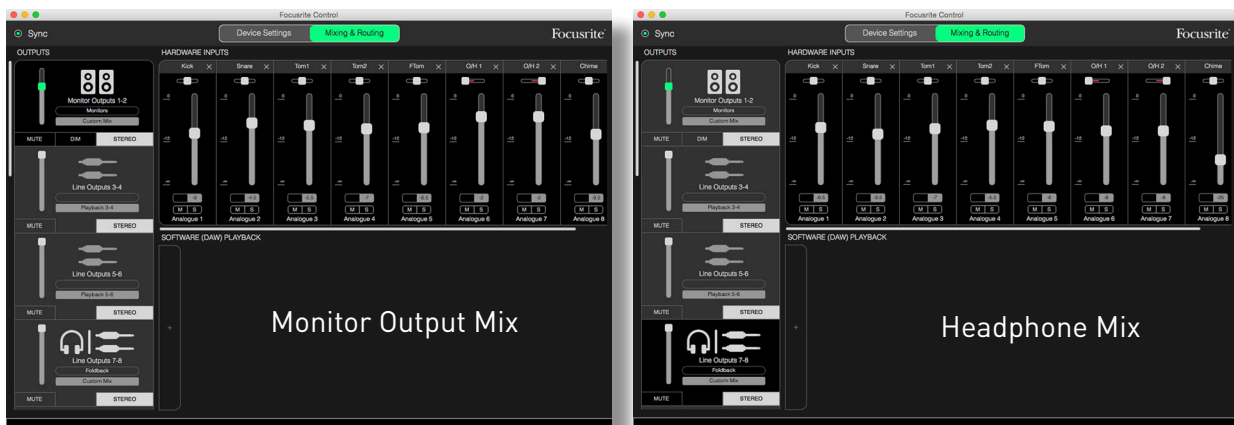 Focusrite Control
Sync
Device Settings
Mixing & Routing
Focusrite
OUTPUTS
HARDWARE INPUTS
Kick ×
Snare ×
Tom1 ×
Tom2 ×
FTom ×
O/H 1 ×
O/H 2 ×
Chime
Monitor Outputs 1-2
Monitors
Custom Mix
MUTE
DIM
STEREO
Line Outputs 3-4
Playback 3-4
MUTE
STEREO
Line Outputs 5-6
Playback 5-6
MUTE
STEREO
Line Outputs 7-8
Foldback
Custom Mix
MUTE
STEREO
M S
M S
M S
M S
M S
M S
M S
M S
Analogue 1
Analogue 2
Analogue 3
Analogue 4
Analogue 5
Analogue 6
Analogue 7
Analogue 8
SOFTWARE (DAW) PLAYBACK
+
Monitor Output Mix
Focusrite Control
Sync
Device Settings
Mixing & Routing
Focusrite
OUTPUTS
HARDWARE INPUTS
Kick ×
Snare ×
Tom1 ×
Tom2 ×
FTom ×
O/H 1 ×
O/H 2 ×
Chime
Monitor Outputs 1-2
Monitors
Custom Mix
MUTE
DIM
STEREO
Line Outputs 3-4
Playback 3-4
MUTE
STEREO
Line Outputs 5-6
Playback 5-6
MUTE
STEREO
Line Outputs 7-8
Foldback
Custom Mix
MUTE
STEREO
M S
M S
M S
M S
M S
M S
M S
M S
Analogue 1
Analogue 2
Analogue 3
Analogue 4
Analogue 5
Analogue 6
Analogue 7
Analogue 8
SOFTWARE (DAW) PLAYBACK
+
Headphone Mix